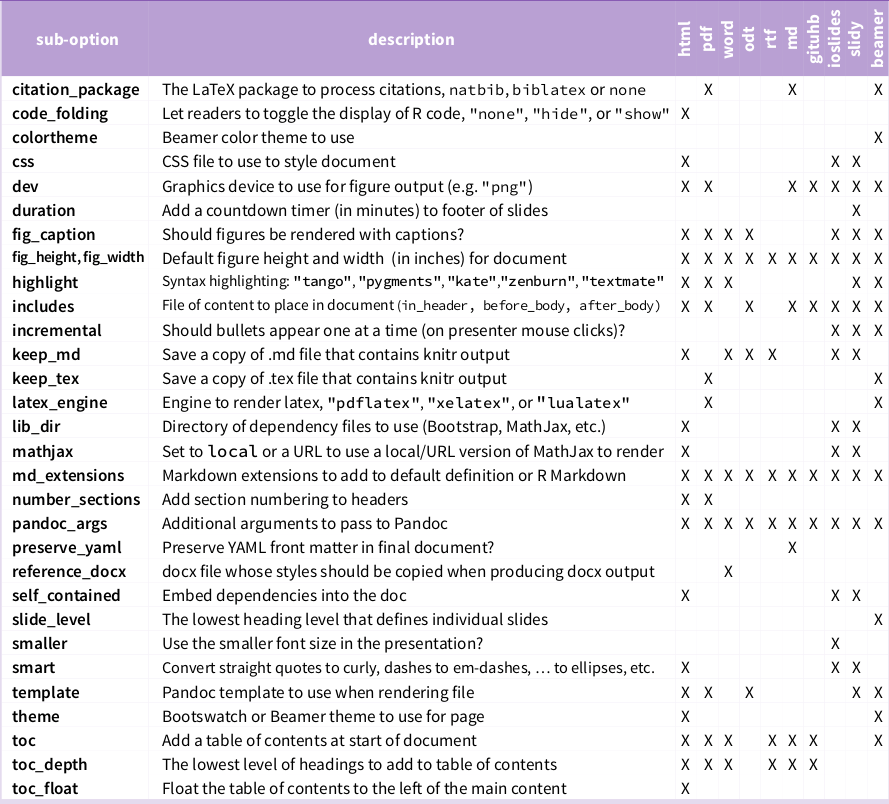 sub-option description html pdf word odt rtf md gituhb ioslides slidy beamer
citation_package The LaTeX package to process citations, natbib, biblatex or none X X X
code_folding Let readers to toggle the display of R code, "none", "hide", or "show" X
colortheme Beamer color theme to use X
css CSS file to use to style document X X X
dev Graphics device to use for figure output (e.g. "png") X X X X X X X
duration Add a countdown timer (in minutes) to footer of slides X
fig_caption Should figures be rendered with captions? X X X X X X X
fig_height, fig_width Default figure height and width (in inches) for document X X X X X X X X X X
highlight Syntax highlighting: "tango", "pygments", "kate","zenburn", "textmate" X X X X X
includes File of content to place in document (in_header, before_body, after_body) X X X X X X X X
incremental Should bullets appear one at a time (on presenter mouse clicks)? X X X
keep_md Save a copy of .md file that contains knitr output X X X X X X
keep_tex Save a copy of .tex file that contains knitr output X X
latex_engine Engine to render latex, "pdflatex", "xelatex", or "lualatex" X X
lib_dir Directory of dependency files to use (Bootstrap, MathJax, etc.) X X X
mathjax Set to local or a URL to use a local/URL version of MathJax to render X X X
md_extensions Markdown extensions to add to default definition or R Markdown X X X X X X X X X X
number_sections Add section numbering to headers X X
pandoc_args Additional arguments to pass to Pandoc X X X X X X X X X X
preserve_yaml Preserve YAML front matter in final document? X
reference_docx docx file whose styles should be copied when producing docx output X
self_contained Embed dependencies into the doc X X X
slide_level The lowest heading level that defines individual slides X
smaller Use the smaller font size in the presentation? X
smart Convert straight quotes to curly, dashes to em-dashes, … to ellipses, etc. X X X
template Pandoc template to use when rendering file X X X X X
theme Bootswatch or Beamer theme to use for page X X
toc Add a table of contents at start of document X X X X X X X
toc_depth The lowest level of headings to add to table of contents X X X X X X
toc_float Float the table of contents to the left of the main content X